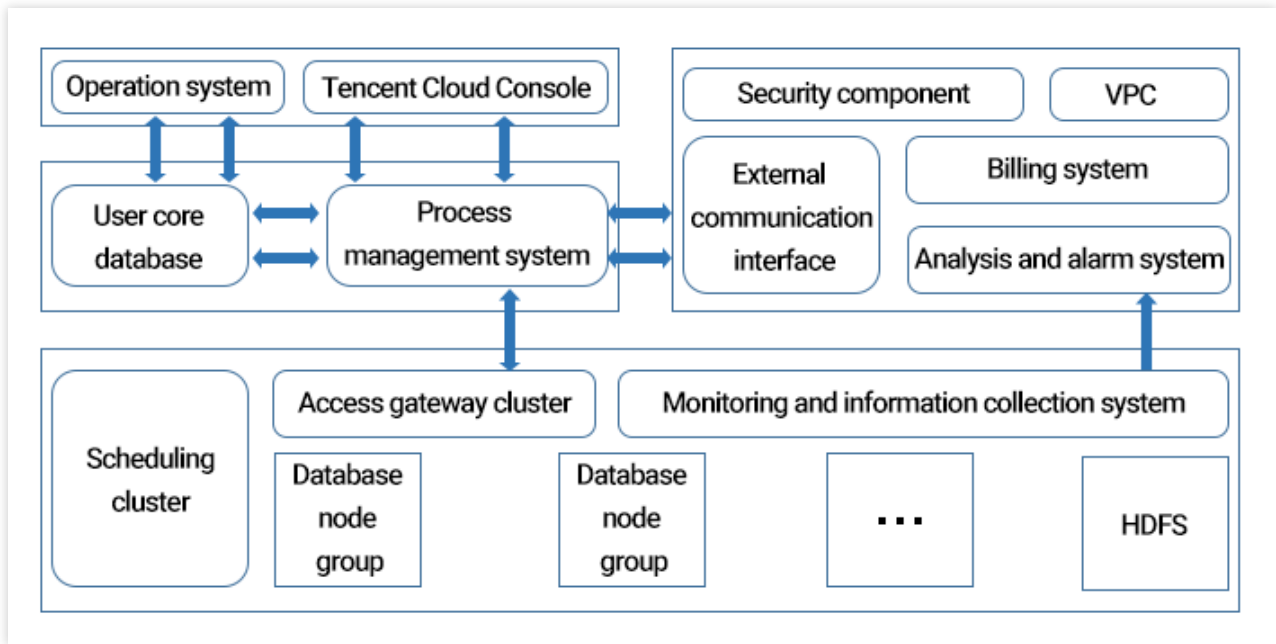 Operation system
Tencent Cloud Console
Security component
VPC
User core
database
Process
management system
External
communication
interface
Billing system
Analysis and alarm system
Scheduling
cluster
Access gateway cluster
Monitoring and information collection system
Database
node
group
Database
node
group
...
HDFS